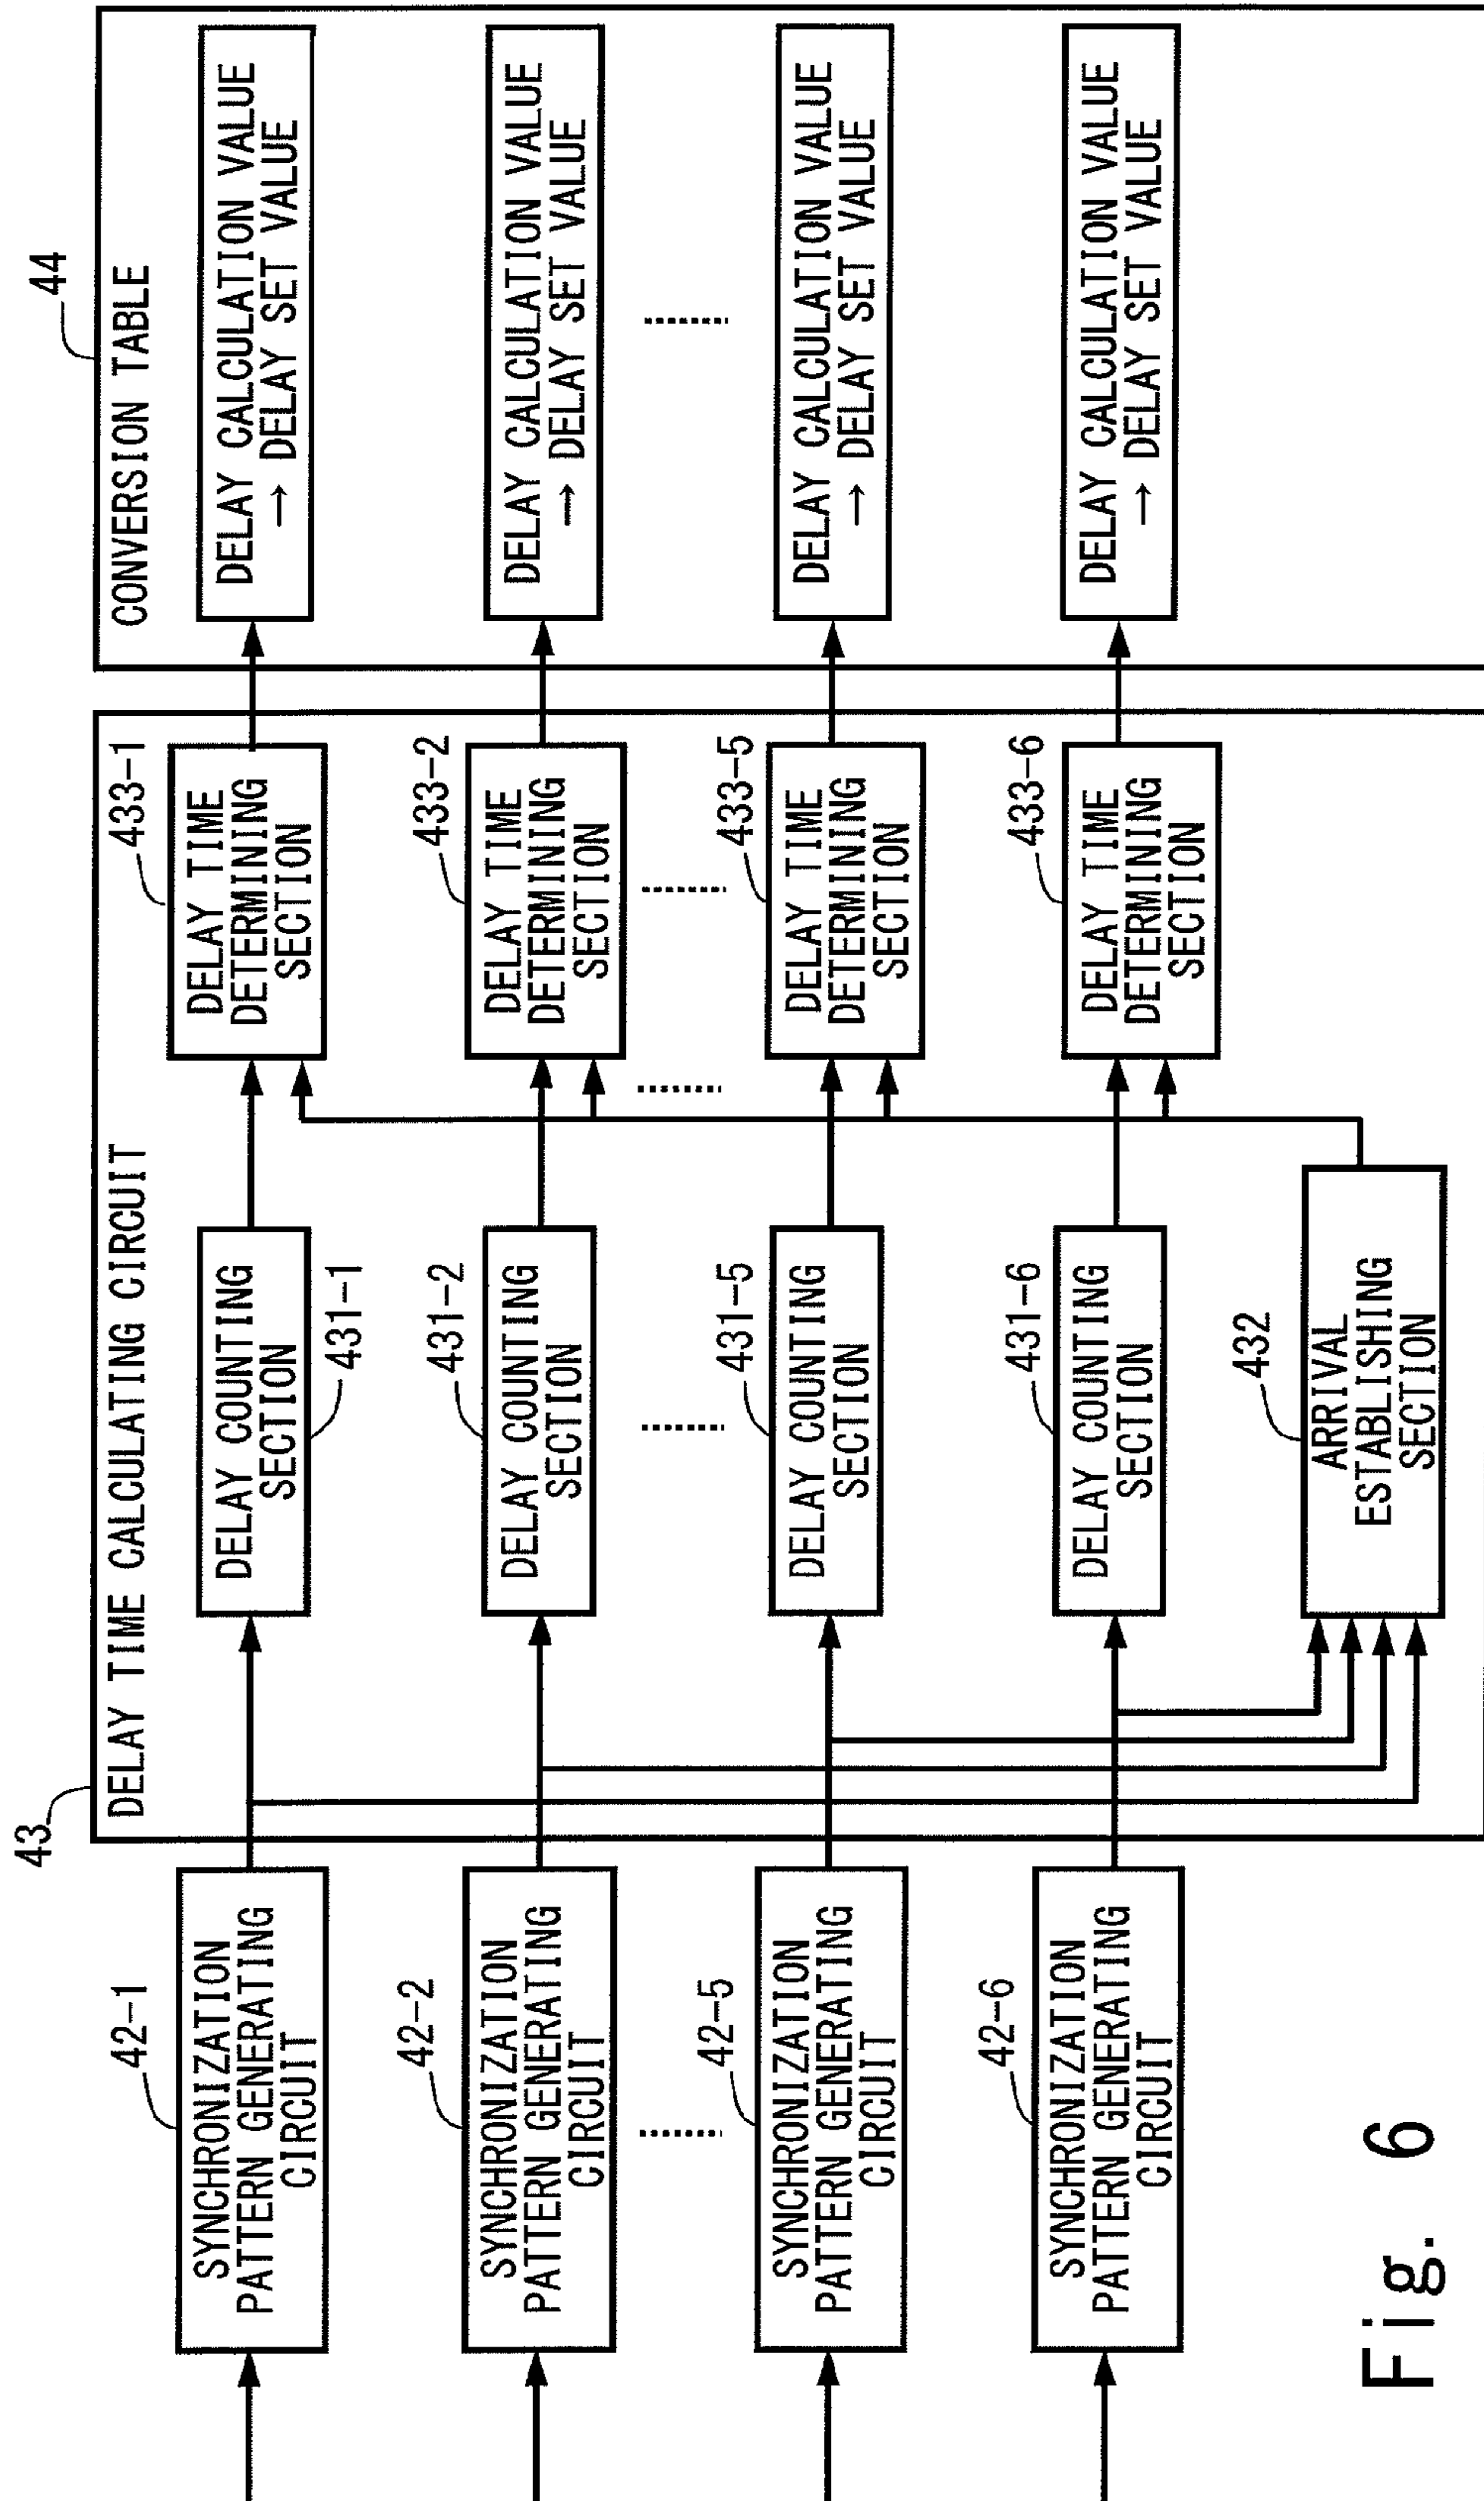 43
DELAY TIME CALCULATING CIRCUIT
44
CONVERSION TABLE
42-1
SYNCHRONIZATION
PATTERN GENERATING
CIRCUIT
DELAY COUNTING
SECTION
431-1
433-1
DELAY TIME
DETERMINING
SECTION
DELAY CALCULATION VALUE
→ DELAY SET VALUE
42-2
SYNCHRONIZATION
PATTERN GENERATING
CIRCUIT
431-2
DELAY COUNTING
SECTION
433-2
DELAY TIME
DETERMINING
SECTION
DELAY CALCULATION VALUE
→ DELAY SET VALUE
42-5
SYNCHRONIZATION
PATTERN GENERATING
CIRCUIT
431-5
DELAY COUNTING
SECTION
433-5
DELAY TIME
DETERMINING
SECTION
DELAY CALCULATION VALUE
→ DELAY SET VALUE
42-6
SYNCHRONIZATION
PATTERN GENERATING
CIRCUIT
431-6
DELAY COUNTING
SECTION
433-6
DELAY TIME
DETERMINING
SECTION
DELAY CALCULATION VALUE
→ DELAY SET VALUE
432
ARRIVAL
ESTABLISHING
SECTION
Fig. 6